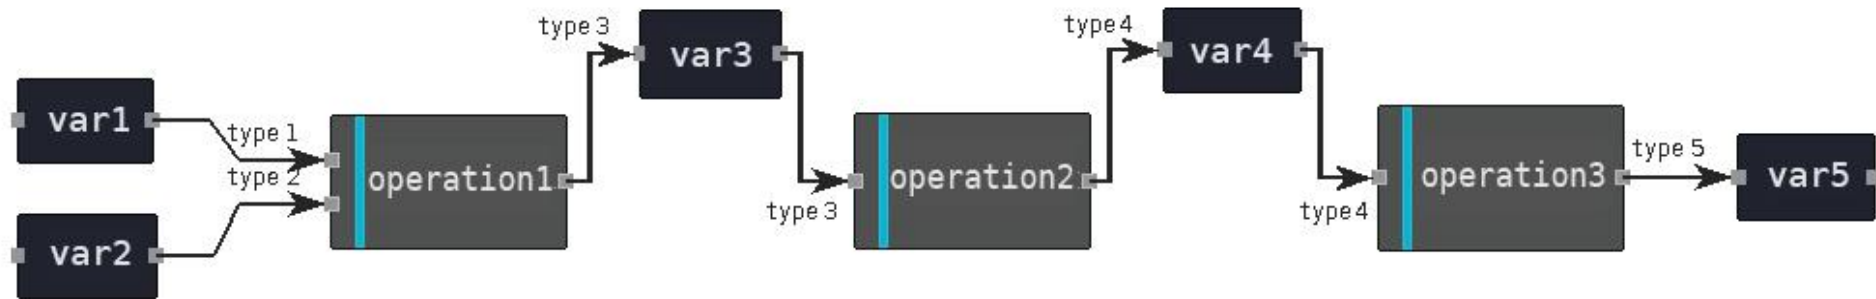 var1
var2
type 1
type 2
operation1
type 3
var3
type 3
operation2
type 4
var4
type 4
operation3
type 5
var5